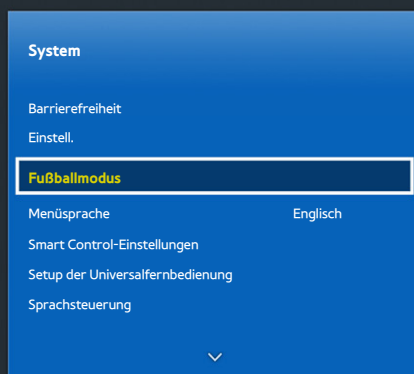 System
Barrierefreiheit
Einstell.
Fußballmodus
Menüsprache Englisch
Smart Control-Einstellungen
Setup der Universalfernbedienung
Sprachsteuerung